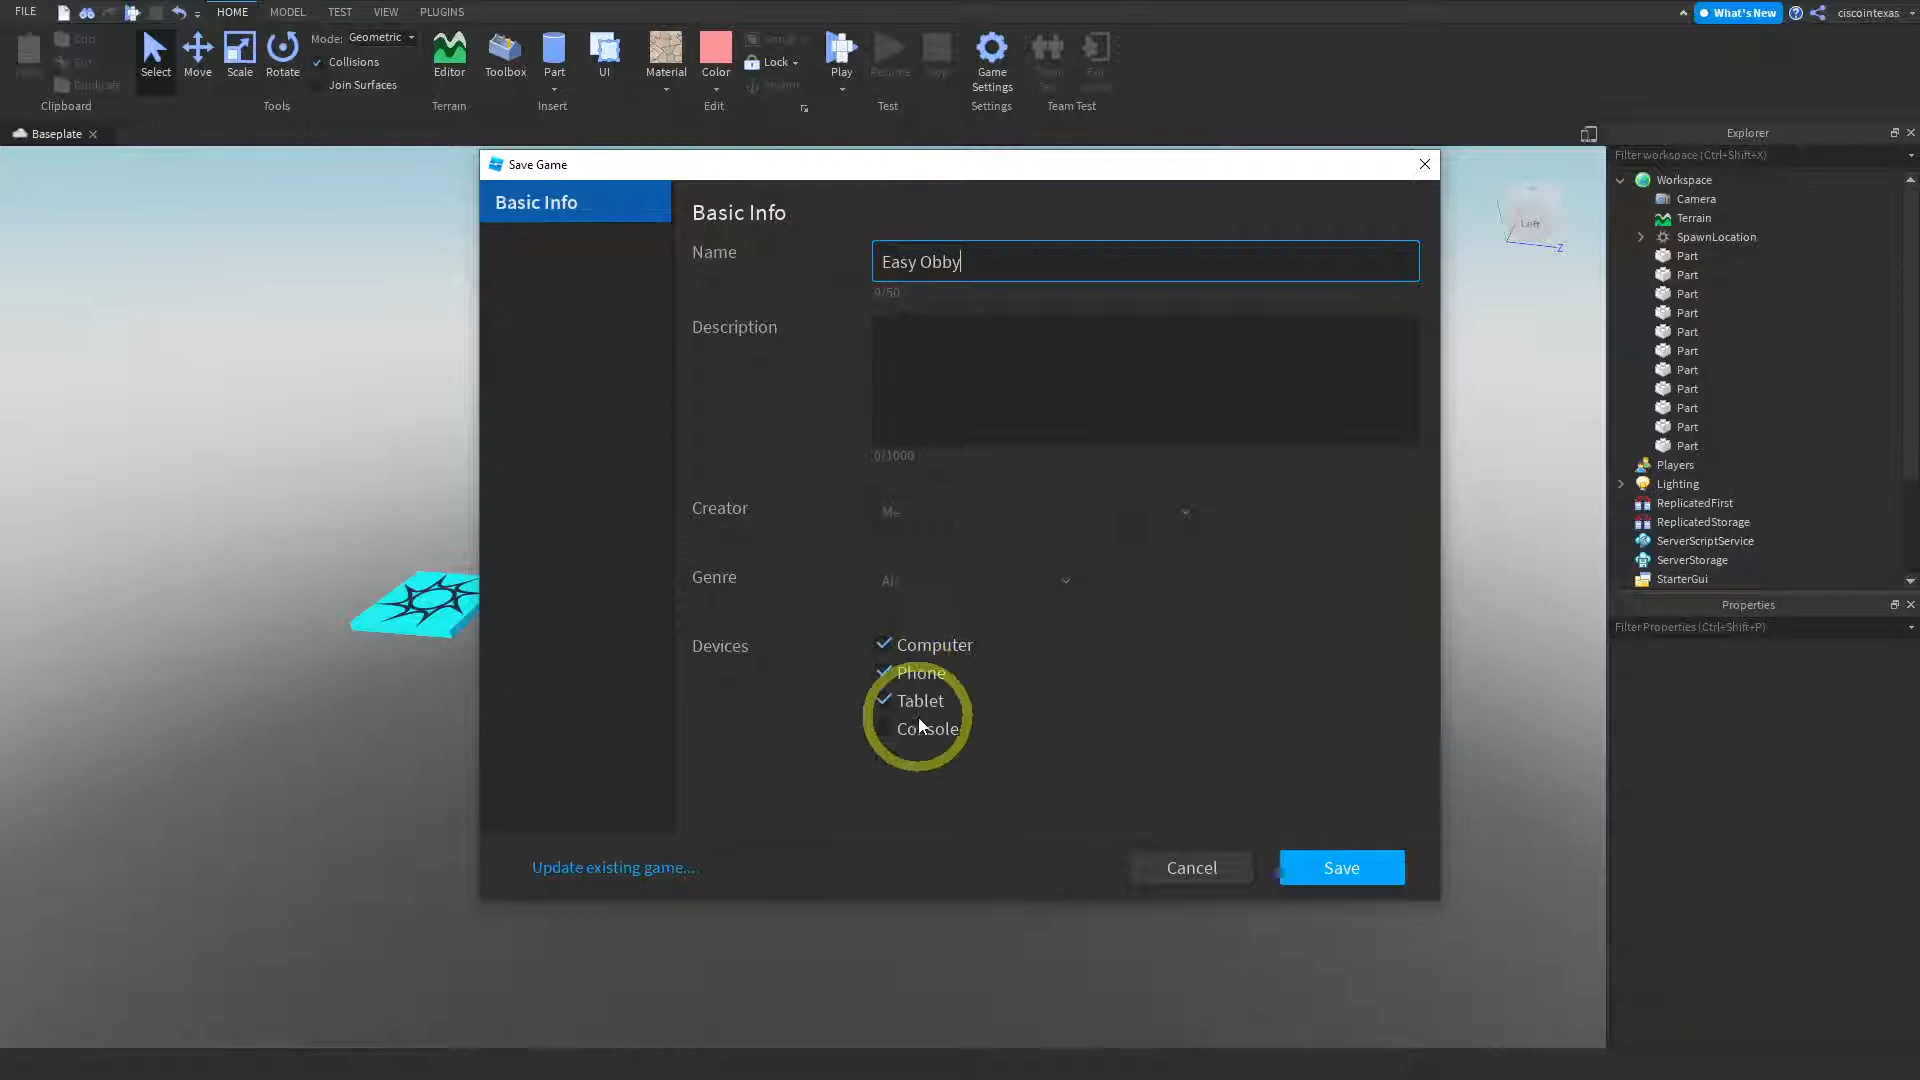 FILE HOME MODEL TEST VIEW PLUGINS What's New ciscointexas
Mode: Geometric
Collisions
Join Surfaces
Select Move Scale Rotate Editor Toolbox Part UI Material Color Lock Play Game Settings
Duplicate
Clipboard Tools Terrain Insert Edit Test Settings Team Test
Baseplate
Explorer
Filter workspace (Ctrl+Shift+X)
Workspace
Camera
Terrain
SpawnLocation
Part
Part
Part
Part
Part
Part
Part
Part
Part
Part
Part
Players
Lighting
ReplicatedFirst
ReplicatedStorage
ServerScriptService
ServerStorage
StarterGui
Properties
Filter Properties (Ctrl+Shift+P)
Left
Z
Save Game
Basic Info
Basic Info
Name
Easy Obby
9/50
Description
0/1000
Creator
Me
Genre
All
Devices
Computer
Phone
Tablet
Console
Update existing game....
Cancel
Save